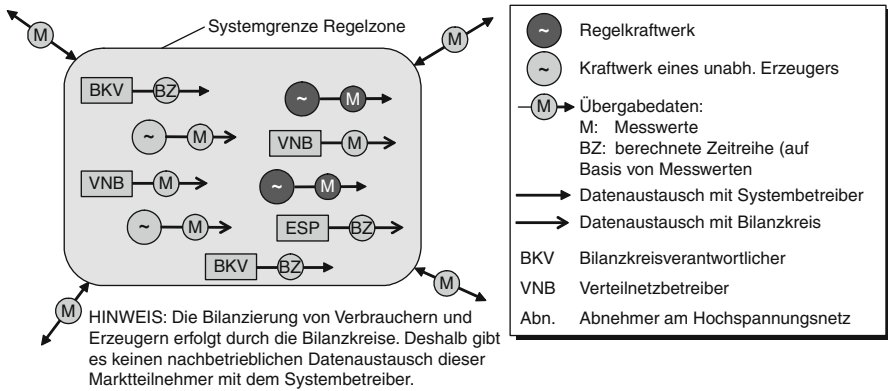 Systemgrenze Regelzone
M
M
BKV BZ
~ M
~ M
VNB M
VNB M
~ M
~ M
ESP BZ
BKV BZ
M
M
HINWEIS: Die Bilanzierung von Verbrauchern und
Erzeugern erfolgt durch die Bilanzkreise. Deshalb gibt
es keinen nachbetrieblichen Datenaustausch dieser
Marktteilnehmer mit dem Systembetreiber.
~ Regelkraftwerk
~ Kraftwerk eines unabh. Erzeugers
M Übergabedaten:
M: Messwerte
BZ: berechnete Zeitreihe (auf
Basis von Messwerten
Datenaustausch mit Systembetreiber
Datenaustausch mit Bilanzkreis
BKV Bilanzkreisverantwortlicher
VNB Verteilnetzbetreiber
Abn. Abnehmer am Hochspannungsnetz